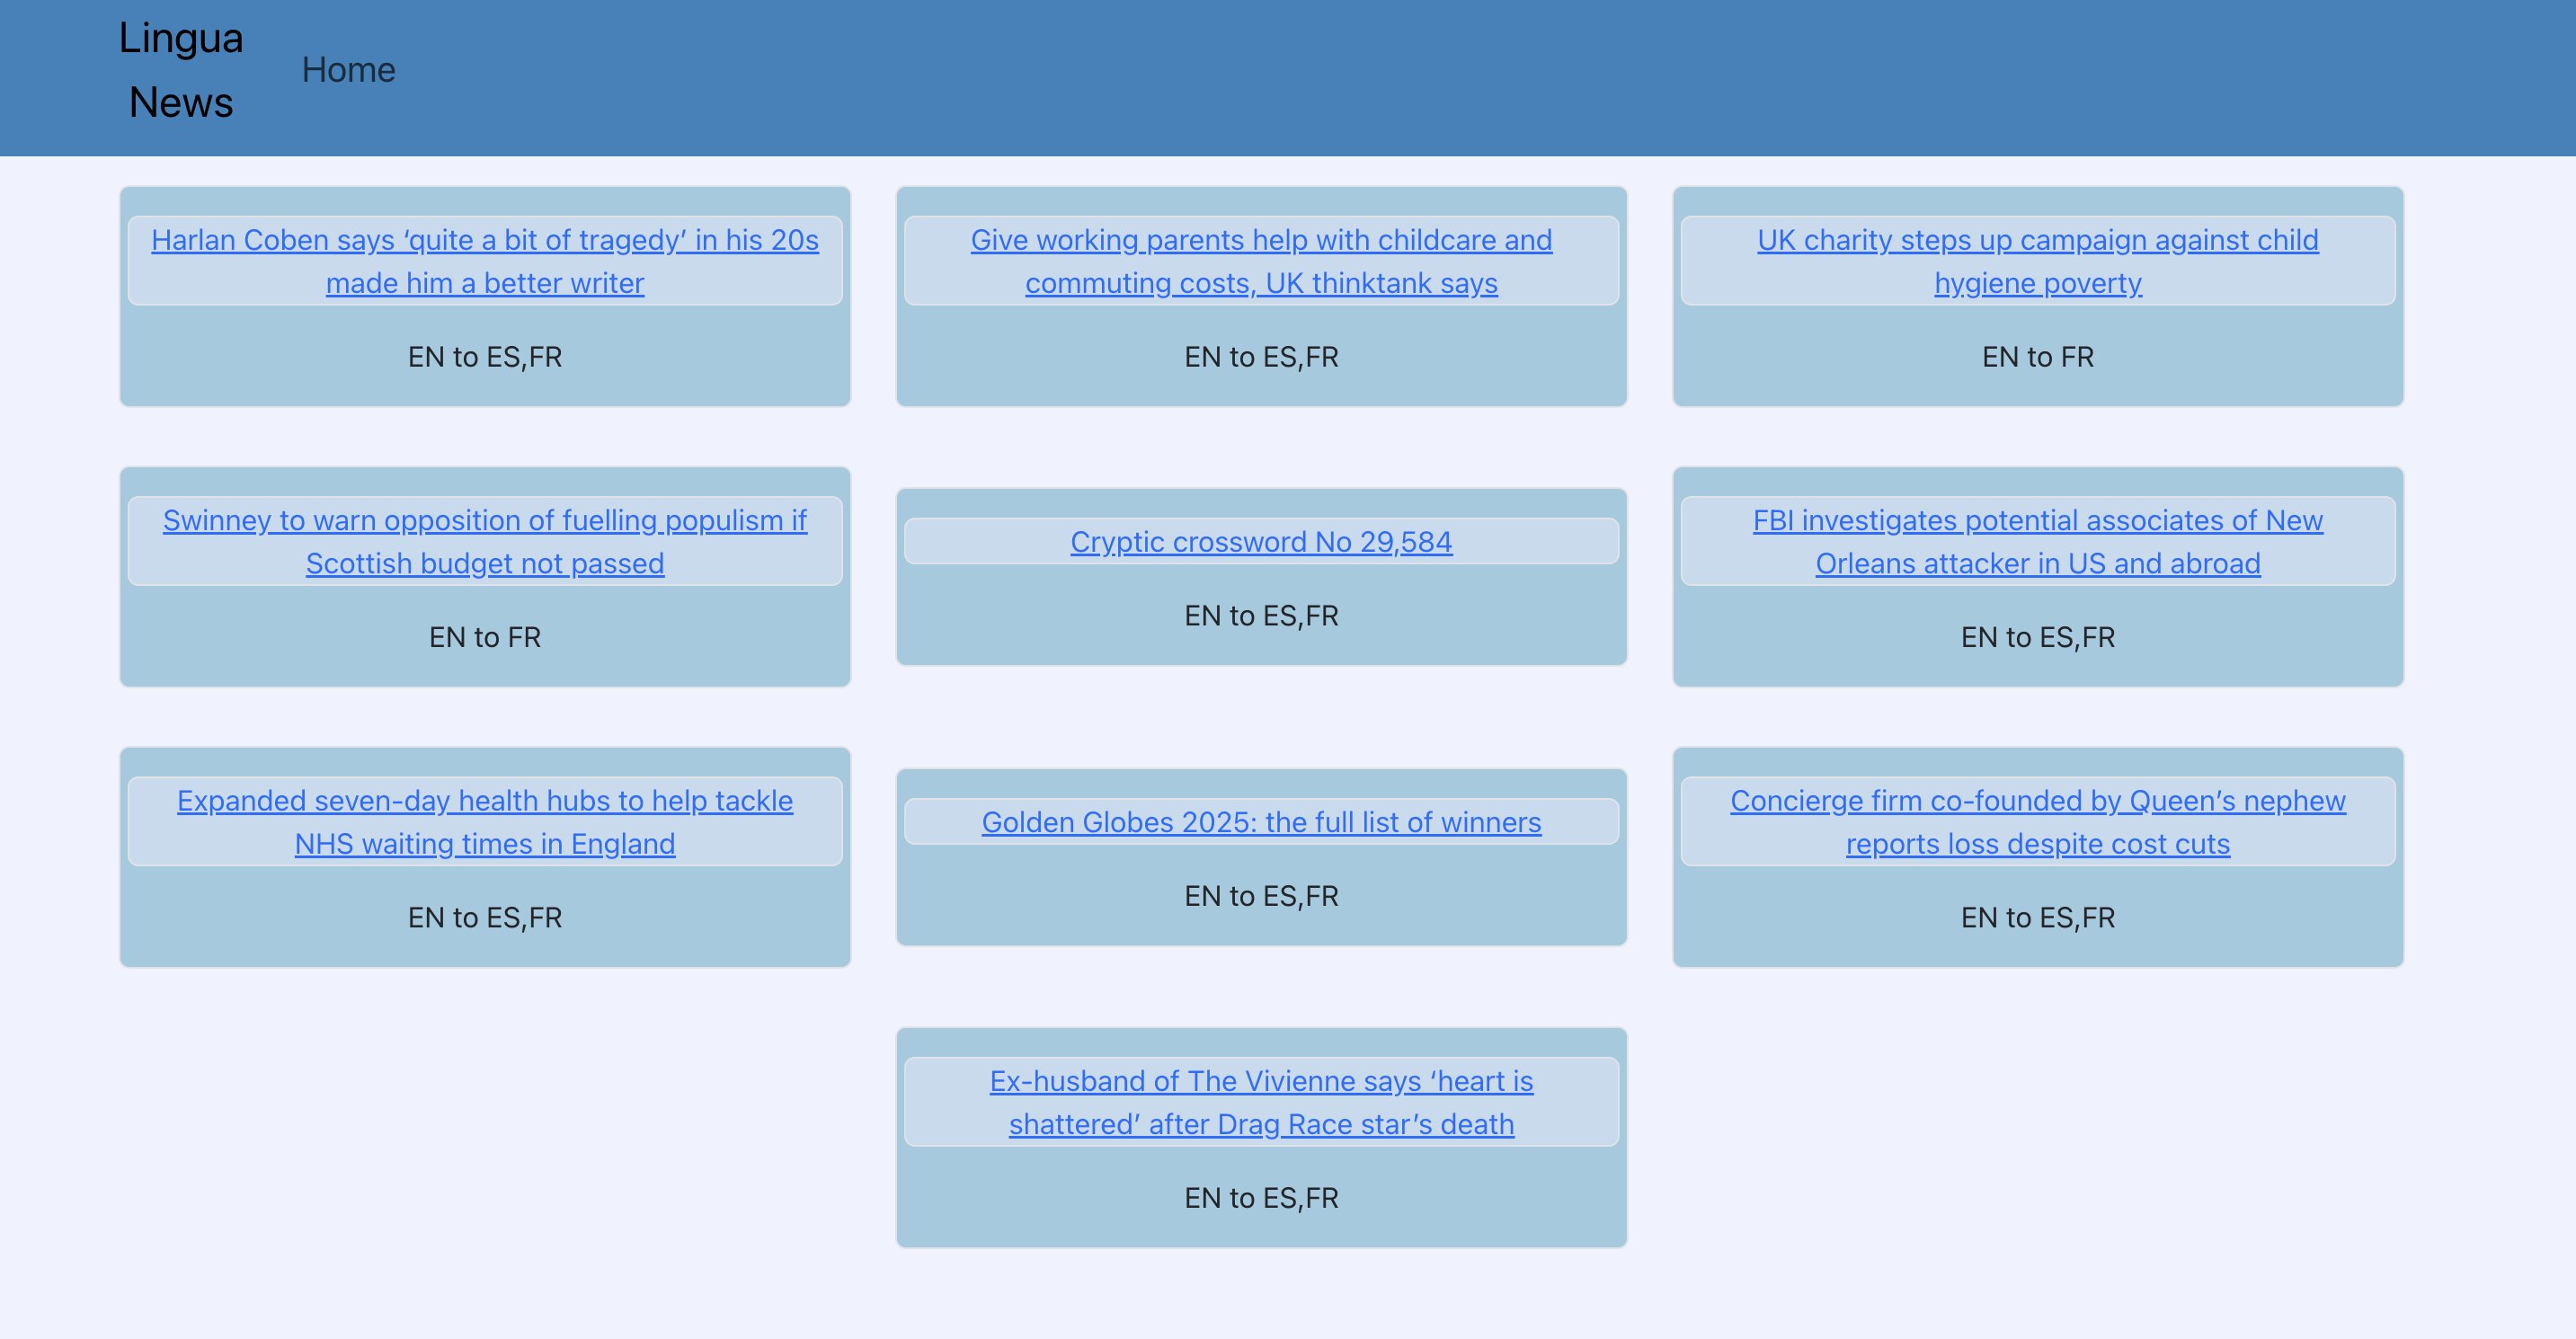 Lingua
News
Home
Harlan Coben says ‘quite a bit of tragedy’ in his 20s
made him a better writer
EN to ES,FR
Give working parents help with childcare and
commuting costs, UK thinktank says
EN to ES,FR
UK charity steps up campaign against child
hygiene poverty
EN to FR
Swinney to warn opposition of fuelling populism if
Scottish budget not passed
EN to FR
Cryptic crossword No 29,584
EN to ES,FR
FBI investigates potential associates of New
Orleans attacker in US and abroad
EN to ES,FR
Expanded seven-day health hubs to help tackle
NHS waiting times in England
EN to ES,FR
Golden Globes 2025: the full list of winners
EN to ES,FR
Concierge firm co-founded by Queen’s nephew
reports loss despite cost cuts
EN to ES,FR
Ex-husband of The Vivienne says ‘heart is
shattered’ after Drag Race star’s death
EN to ES,FR